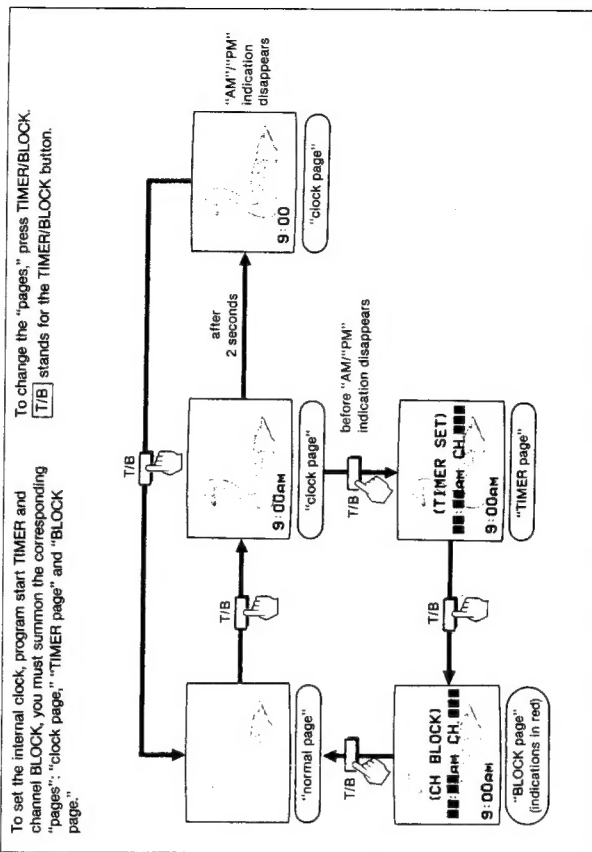 To set the internal clock, program start TIMER and
channel BLOCK, you must summon the corresponding
"pages": "clock page," "TIMER page" and "BLOCK
page."
To change the "pages," press TIMER/BLOCK.
T/B stands for the TIMER/BLOCK button.
T/B
"normal page"
T/B
9:00AM
"clock page"
after
2 seconds
9:00
"clock page"
"AM"/"PM"
indication
disappears
T/B
before "AM/"PM"
indication disappears
(TIMER SET)
■■:■■AM CH.■■■
9:00AM
"TIMER page"
T/B
(CH BLOCK)
■■:■■AM CH.■■■
9:00AM
"BLOCK page"
(indications in red)
T/B